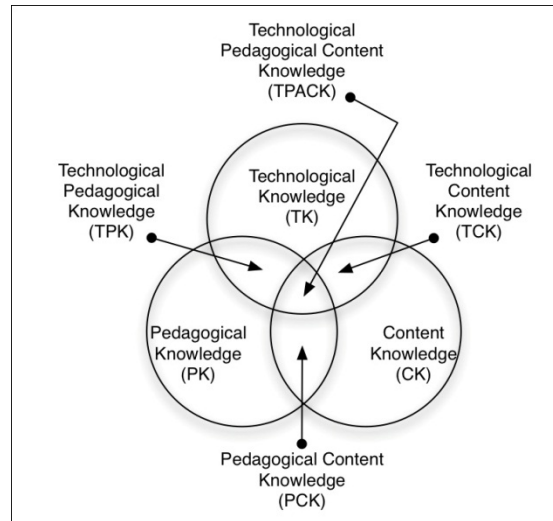 Technological
Pedagogical Content
Knowledge
(TPACK)
Technological
Pedagogical
Knowledge
(TPK)
Technological
Knowledge
(TK)
Technological
Content
Knowledge
(TCK)
Pedagogical
Knowledge
(PK)
Content
Knowledge
(CK)
Pedagogical Content
Knowledge
(PCK)